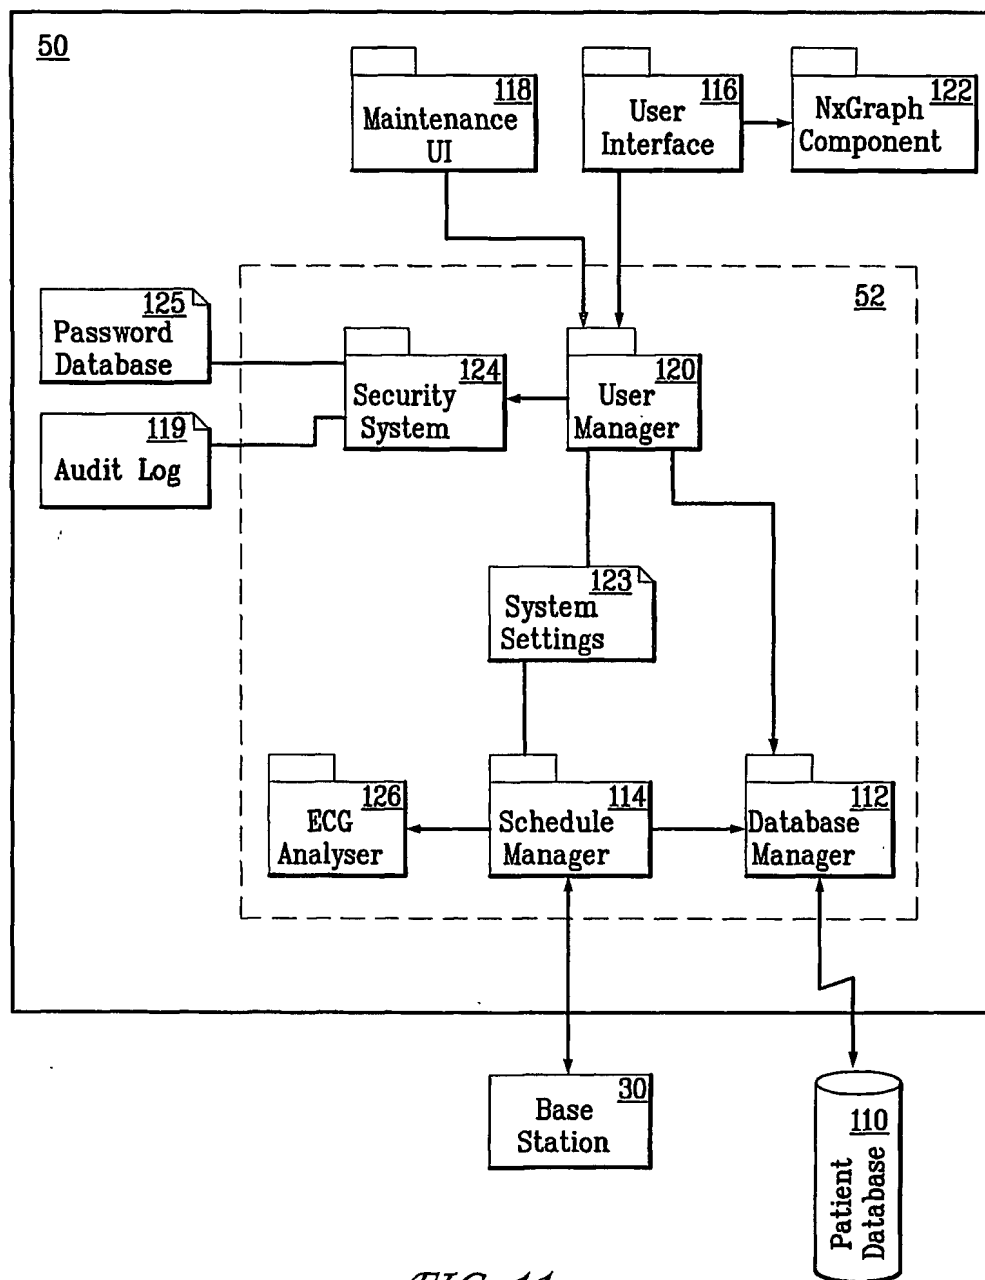 50
118
Maintenance
UI
116
User
Interface
122
NxGraph
Component
52
125
Password
Database
124
Security
System
120
User
Manager
119
Audit Log
123
System
Settings
126
ECG
Analyser
114
Schedule
Manager
112
Database
Manager
30
Base
Station
110
Patient
Database
FIG. 11